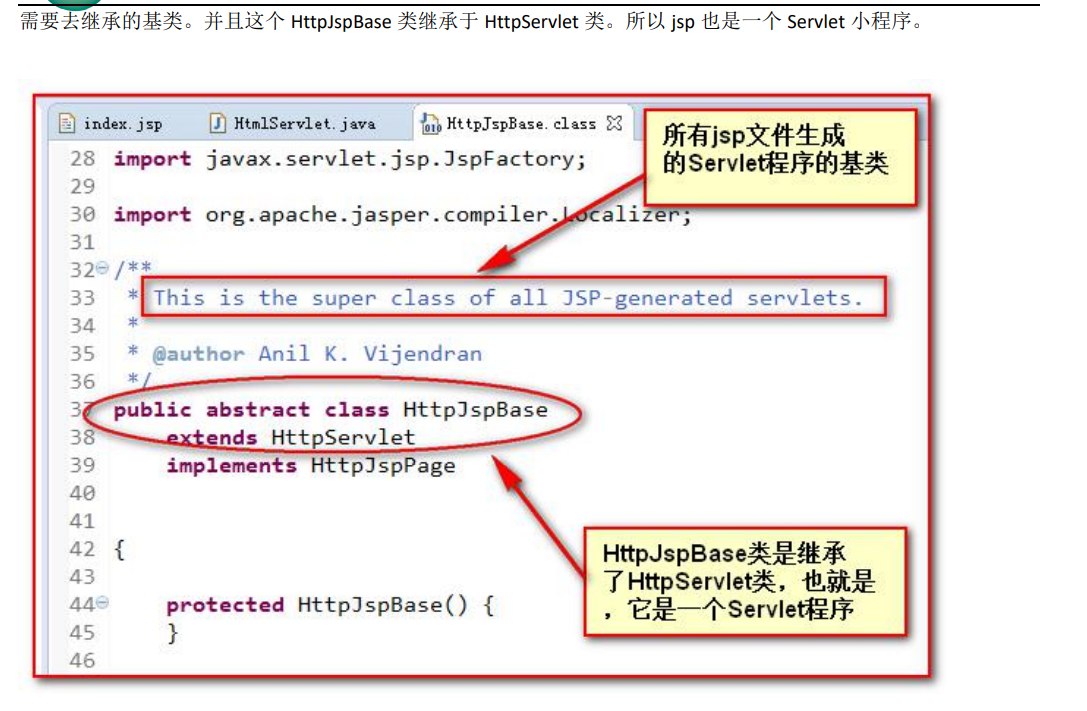 需要去继承的基类。并且这个 HttpJspBase 类继承于 HttpServlet 类。所以 jsp 也是一个 Servlet 小程序。
index.jsp HtmlServlet.java HttpJspBase.class
所有jsp文件生成
的Servlet程序的基类
28 import javax.servlet.jsp.JspFactory;
29
30 import org.apache.jasper.compiler.Localizer;
31
32 /**
33 * This is the super class of all JSP-generated servlets.
34 *
35 * @author Anil K. Vijendran
36 */
37 public abstract class HttpJspBase
38 extends HttpServlet
39 implements HttpJspPage
40
41
42 {
43
44 protected HttpJspBase() {
45 }
46
HttpJspBase类是继承
了HttpServlet类，也就是
，它是一个Servlet程序